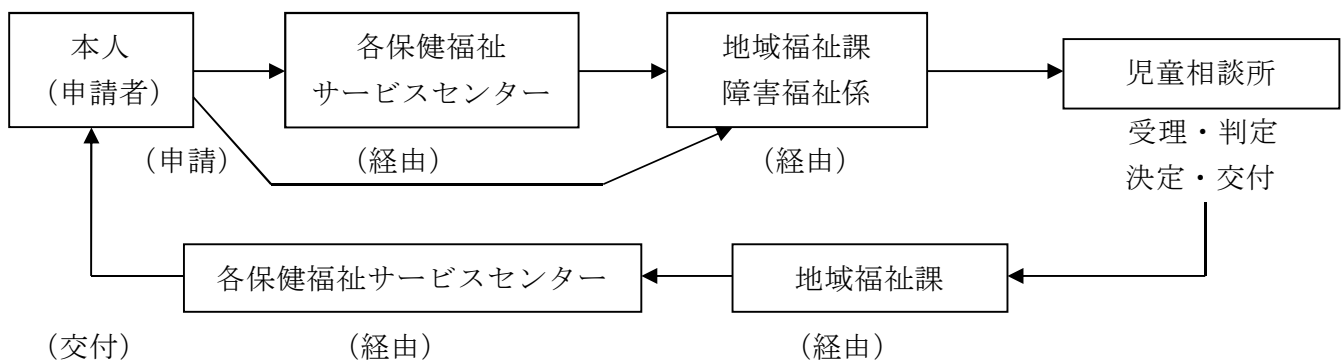 本人
（申請者）
各保健福祉
サービスセンター
地域福祉課
障害福祉係
児童相談所
受理・判定
決定・交付
（申請）
（経由）
（経由）
各保健福祉サービスセンター
地域福祉課
（交付）
（経由）
（経由）